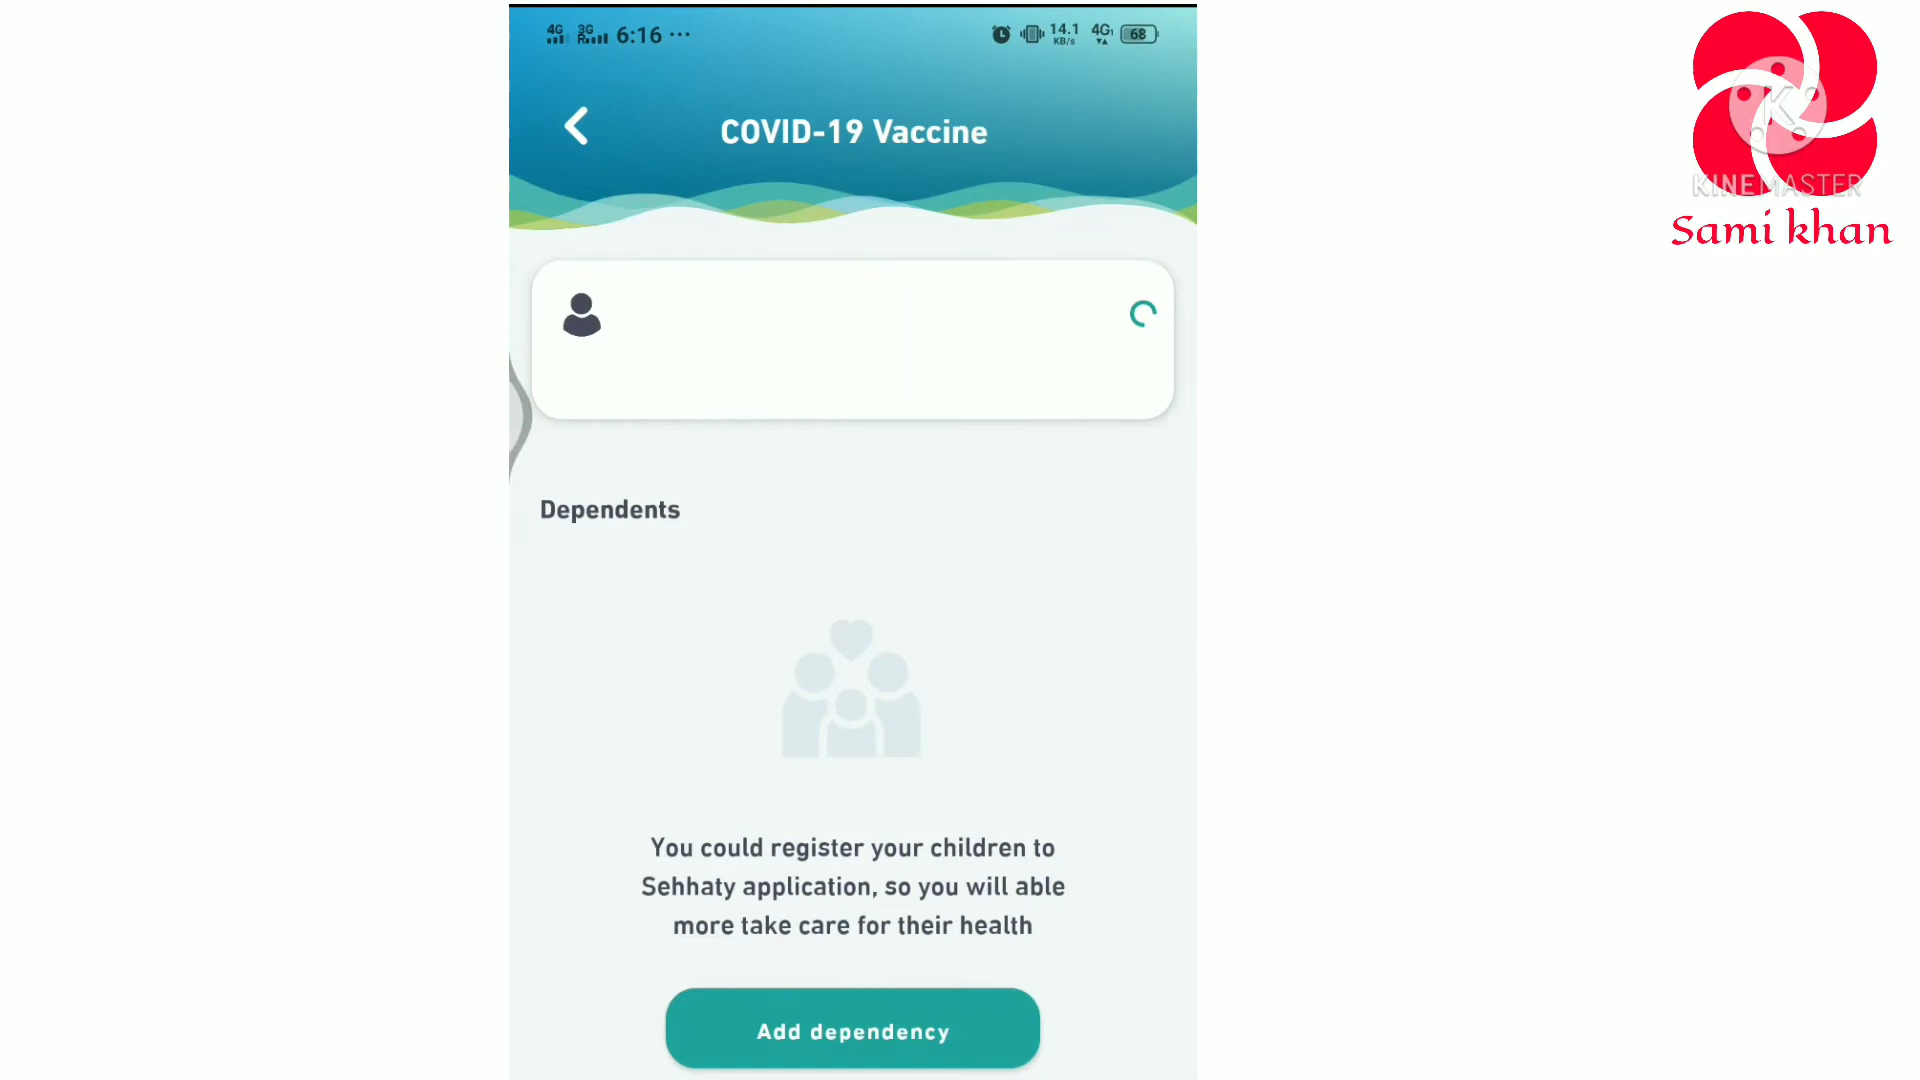 4G 3G R 6:16 ··· 14.1 KB/s 4G 68
COVID-19 Vaccine
K
KINEMASTER
Sami khan
Dependents
You could register your children to
Sehhaty application, so you will able
more take care for their health
Add dependency